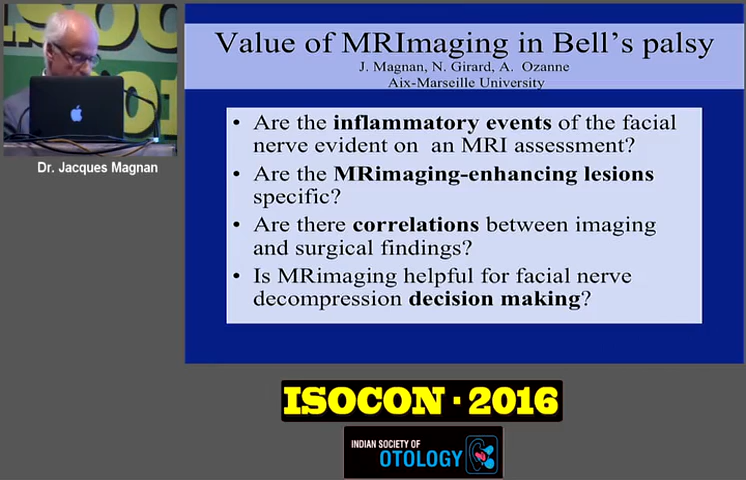 Value of MRImaging in Bell's palsy
J. Magnan, N. Girard, A. Ozanne
Aix-Marseille University
• Are the inflammatory events of the facial
nerve evident on an MRI assessment?
• Are the MRimaging-enhancing lesions
specific?
• Are there correlations between imaging
and surgical findings?
• Is MRimaging helpful for facial nerve
decompression decision making?
Dr. Jacques Magnan
ISOCON · 2016
INDIAN SOCIETY OF
OTOLOGY